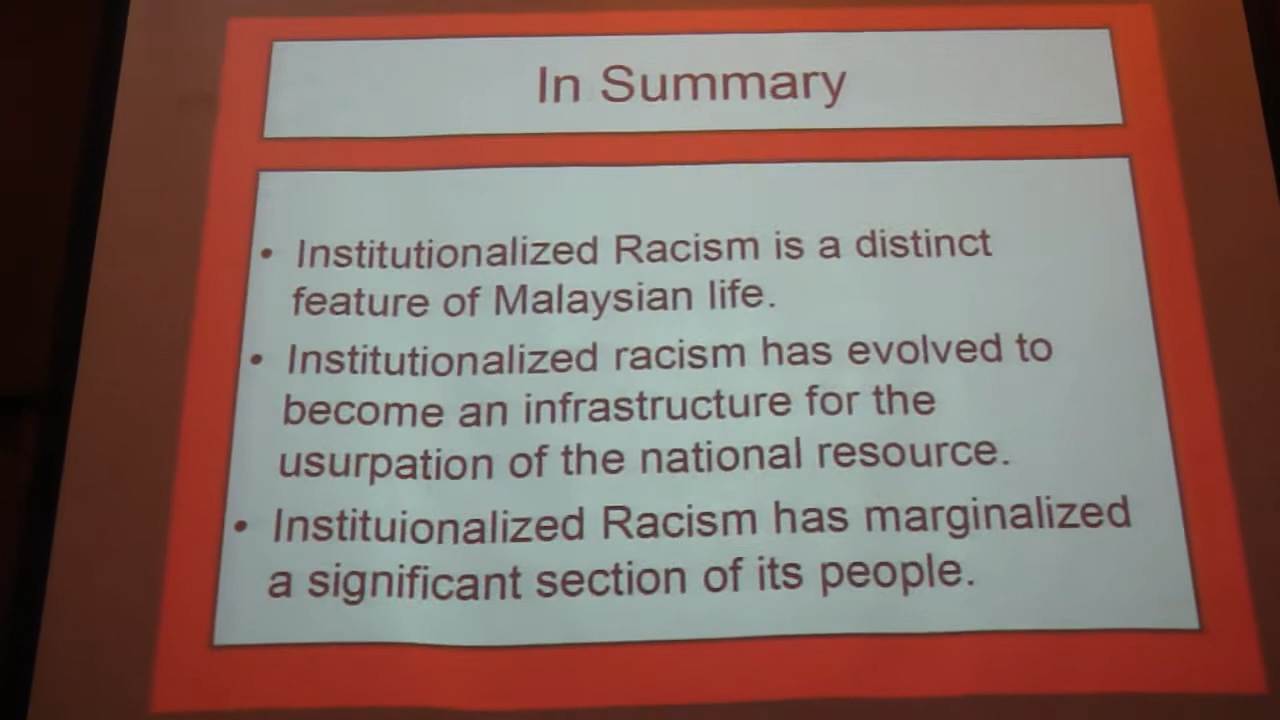 In Summary
• Institutionalized Racism is a distinct
feature of Malaysian life.
• Institutionalized racism has evolved to
become an infrastructure for the
usurpation of the national resource.
• Instituionalized Racism has marginalized
a significant section of its people.